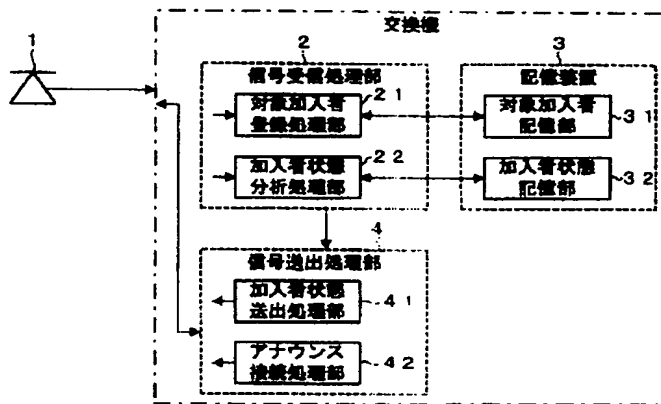 交換機
1
2
3
信号受信処理部
記憶装置
対象加入者
登録処理部
21
対象加入者
記憶部
31
加入者状態
分析処理部
22
加入者状態
記憶部
32
4
信号送出処理部
加入者状態
送出処理部
41
アナウンス
接続処理部
42